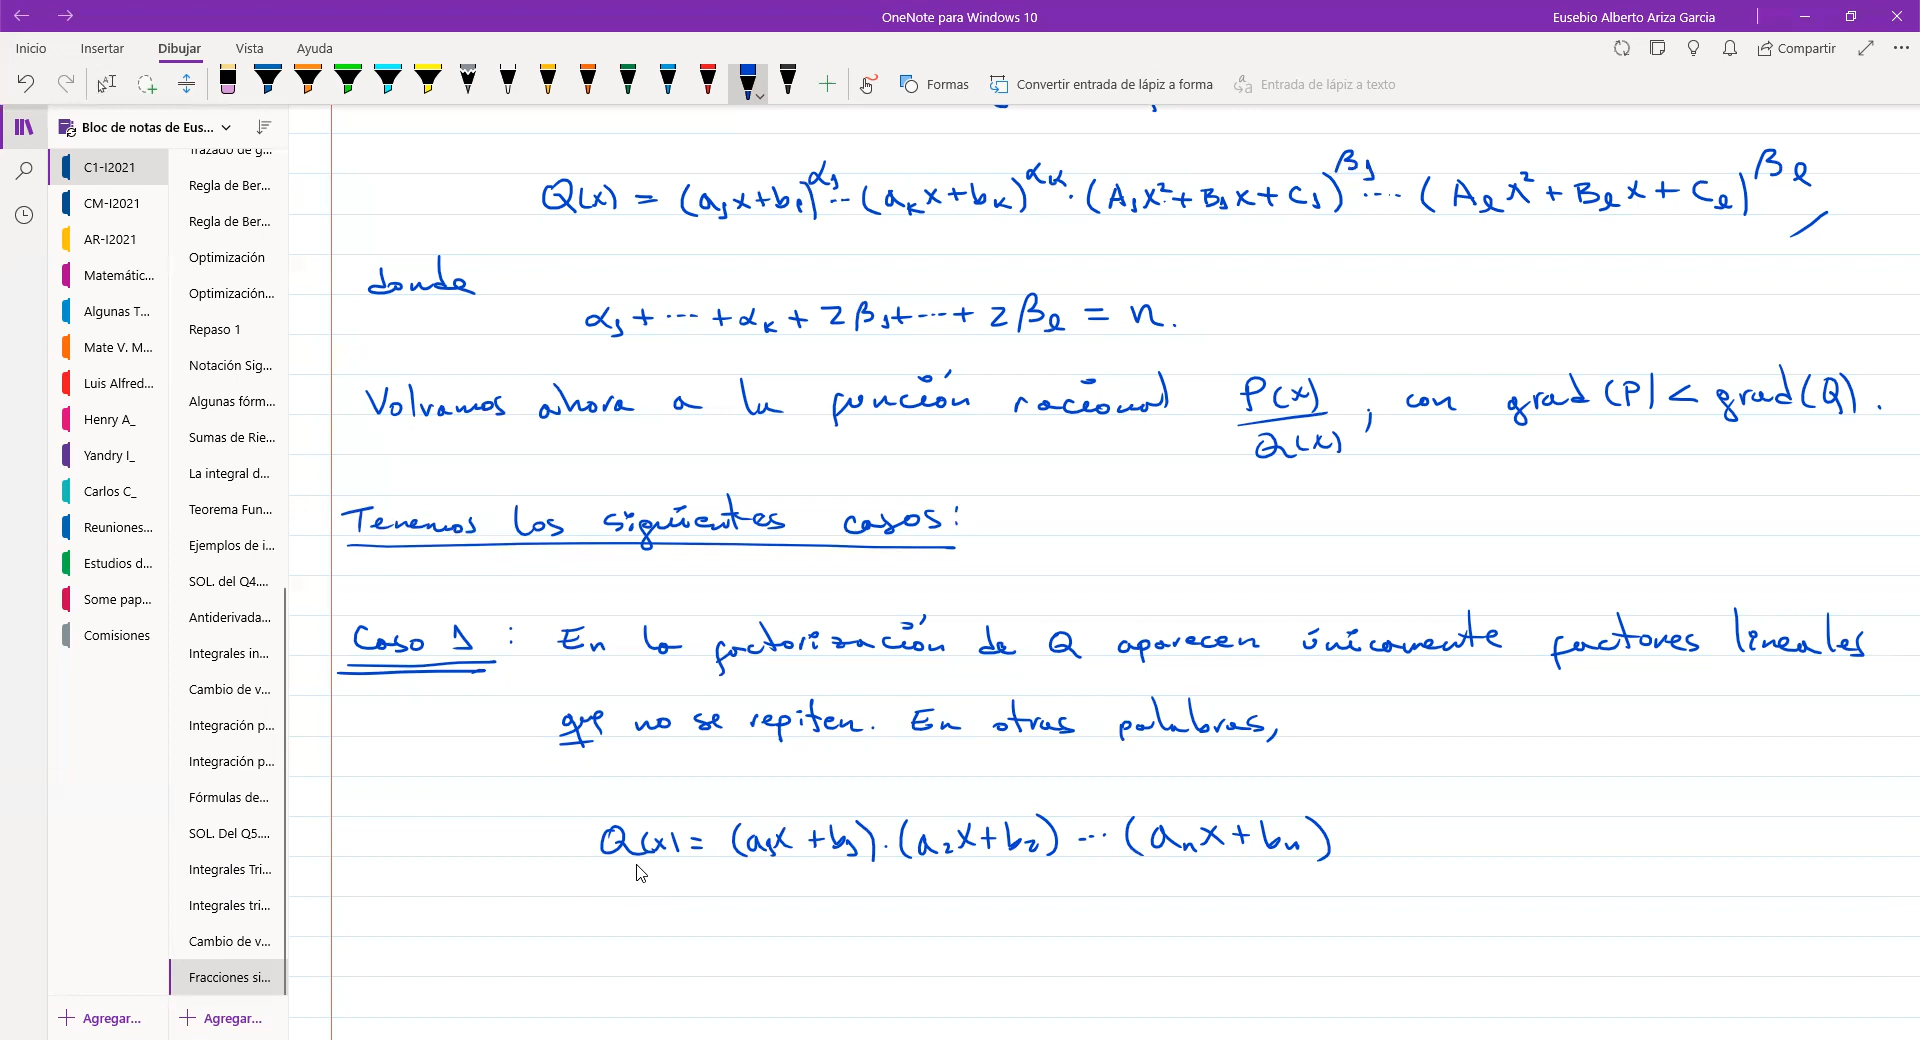 OneNote para Windows 10
Eusebio Alberto Ariza Garcia
Inicio Insertar Dibujar Vista Ayuda
Compartir
Formas Convertir entrada de lápiz a forma Entrada de lápiz a texto
Bloc de notas de Eus...
C1-I2021
CM-I2021
AR-I2021
Matemátic...
Algunas T...
Mate V. M...
Luis Alfred...
Henry A_
Yandry I_
Carlos C_
Reuniones...
Estudios d...
Some pap...
Comisiones
Agregar...
Trazado de g...
Regla de Ber...
Regla de Ber...
Optimización
Optimización...
Repaso 1
Notación Sig...
Algunas fórm...
Sumas de Rie...
La integral d...
Teorema Fun...
Ejemplos de i...
SOL. del Q4....
Antiderivada...
Integrales in...
Cambio de v...
Integración p...
Integración p...
Fórmulas de...
SOL. Del Q5....
Integrales Tri...
Integrales tri...
Cambio de v...
Fracciones si...
Agregar...
Q(x) = (a₁x+b₁)^α₁ ... (aₖx+bₖ)^αₖ · (A₁x²+B₁x+C₁)^β₁ .... (Aₗx²+Bₗx+Cₗ)^βₗ
donde
α₁ + ... + αₖ + 2β₁ + ... + 2βₗ = n.
Volvamos ahora a la función racional P(x)/Q(x), con grad(P) < grad(Q).
Tenemos los siguientes casos:
Caso 1: En la factorización de Q aparecen únicamente factores lineales
que no se repiten. En otras palabras,
Q(x) = (a₁x+b₁)·(a₂x+b₂) ... (aₙx+bₙ)